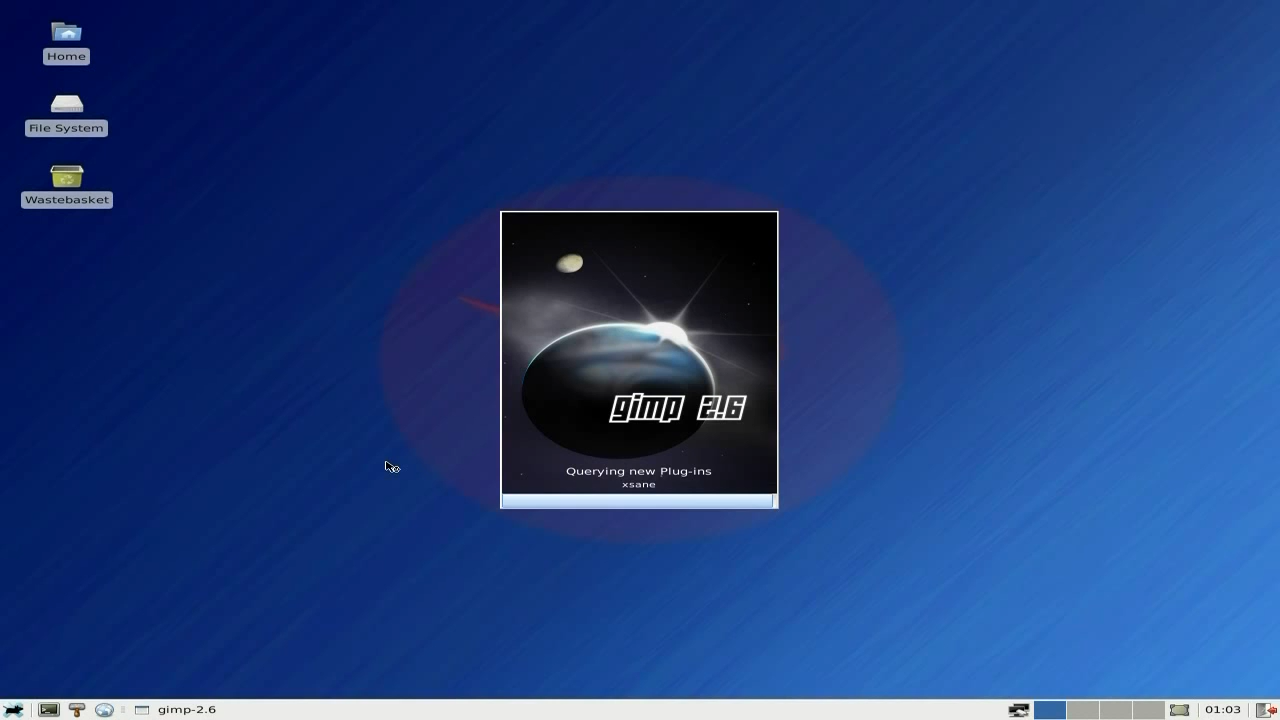 Home
File System
Wastebasket
gimp 2.6
Querying new Plug-ins
xsane
gimp-2.6
01:03